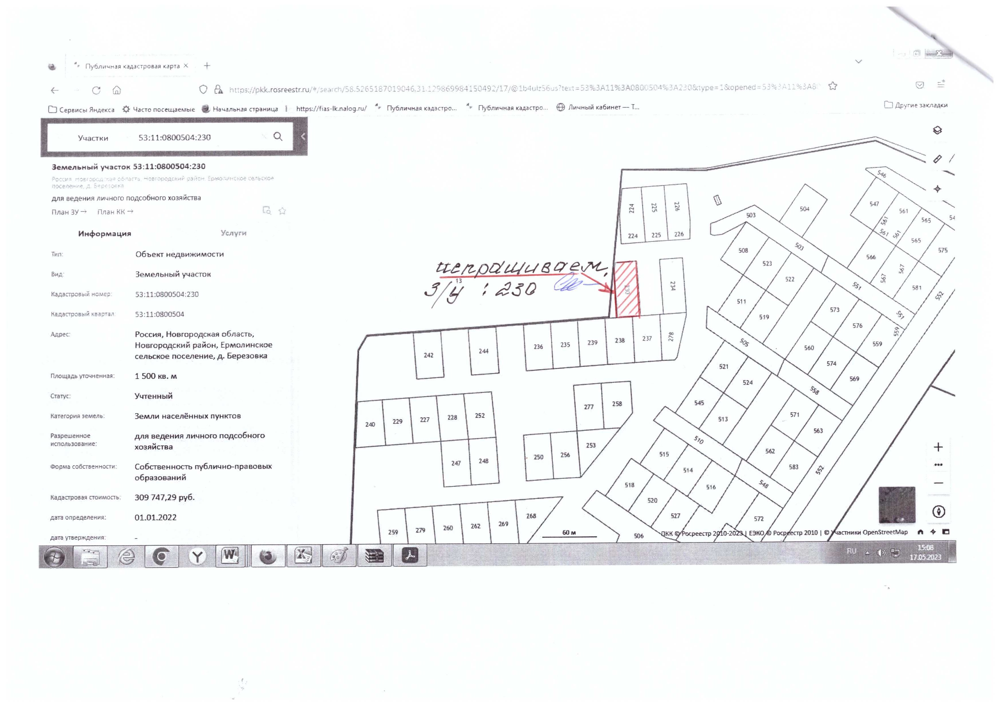 Публичная кадастровая карта
https://pkk.rosreestr.ru/#/search/58.5265187019046,31.129869984150492/17/@1b4ulz56us?text=53%3A11%3A0800504%3A230&type=1&opened=53%3A11%3A8
Сервисы Яндекса Часто посещаемые Начальная страница https://fias-lk.nalog.ru/ Публичная кадастро... Публичная кадастро... Личный кабинет — Т... Другие закладки
Участки 53:11:0800504:230
Земельный участок 53:11:0800504:230
Россия, Новгородская область, Новгородский район, Ермолинское сельское
поселение, д. Березовка
для ведения личного подсобного хозяйства
План ЗУ → План КК →
Информация Услуги
Тип: Объект недвижимости
Вид: Земельный участок
Кадастровый номер: 53:11:0800504:230
Кадастровый квартал: 53:11:0800504
Адрес: Россия, Новгородская область,
Новгородский район, Ермолинское
сельское поселение, д. Березовка
Площадь уточненная: 1 500 кв. м
Статус: Учтенный
Категория земель: Земли населённых пунктов
Разрешенное
использование:
для ведения личного подсобного
хозяйства
Форма собственности: Собственность публично-правовых
образований
Кадастровая стоимость: 309 747,29 руб.
дата определения: 01.01.2022
дата утверждения: -
испрашиваем
13
З/у :230
546
547
561
565
54
504
503
224
225
226
224 225 226
561
561
561
565
575
508
503
566
567
523
567
522
581
230
234
551
552
511
519
573
551
576
559
242
244
236 235 239 238 237
278
505
560
559
574
521
524
569
558
240 229 227 228 252
277 258
545
513
571
563
510
253
247 248
250 256
515
514
562
583
552
518
516
548
520
527
572
259 279 260 262 269 268
506
60 м
ПКК © Росреестр 2010-2023 | ЕЭКО © Росреестр 2010 | © Участники OpenStreetMap
RU
15:08
17.05.2023